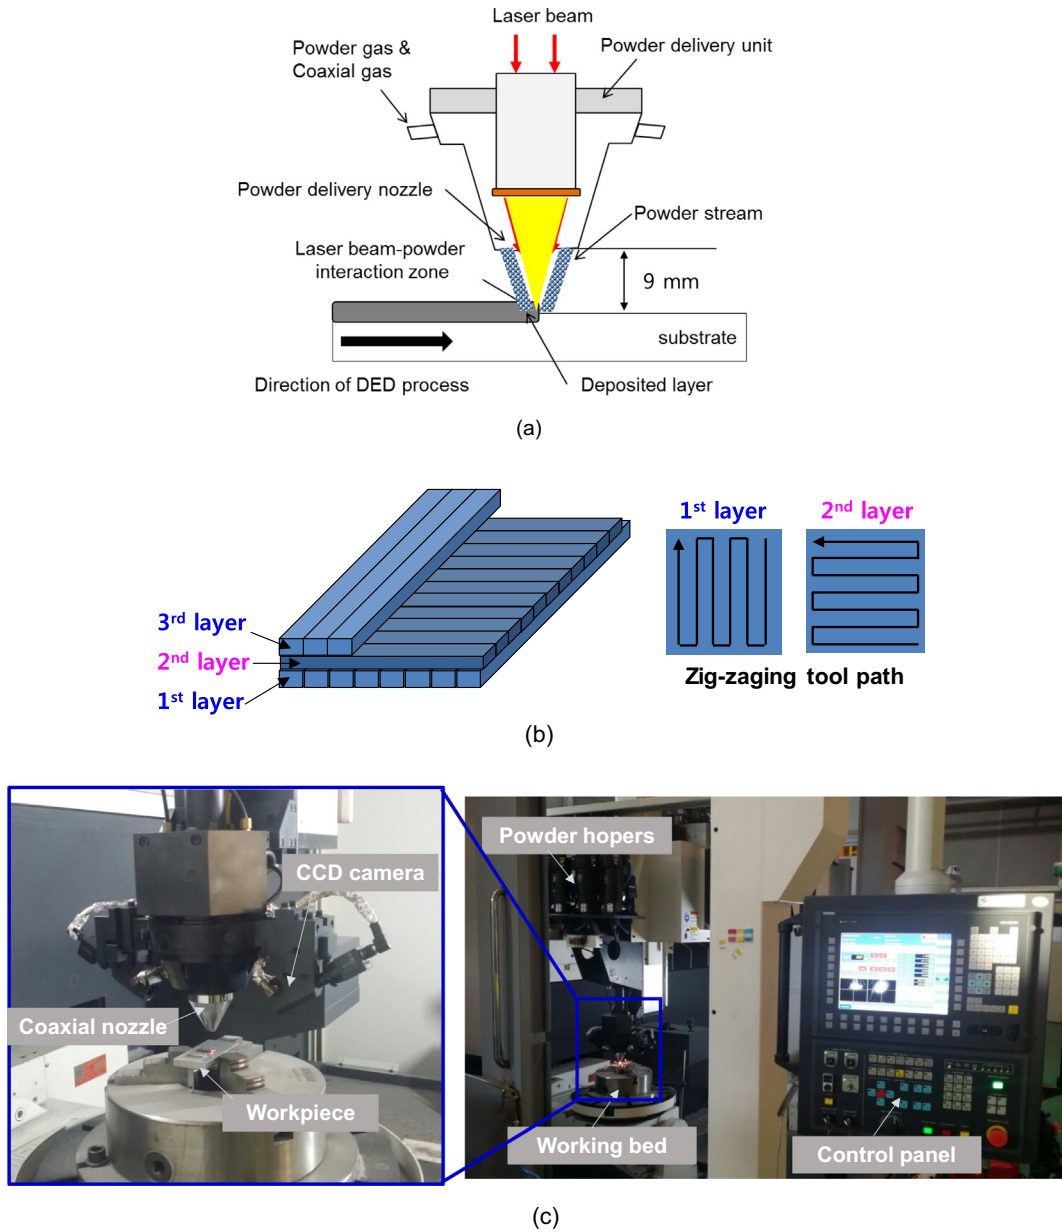 Laser beam
Powder gas &
Coaxial gas
Powder delivery unit
Powder delivery nozzle
Powder stream
Laser beam-powder
interaction zone
9 mm
substrate
Direction of DED process
Deposited layer
(a)
1st layer
2nd layer
3rd layer
2nd layer
1st layer
Zig-zaging tool path
(b)
Powder hopers
CCD camera
Coaxial nozzle
Workpiece
Working bed
Control panel
(c)